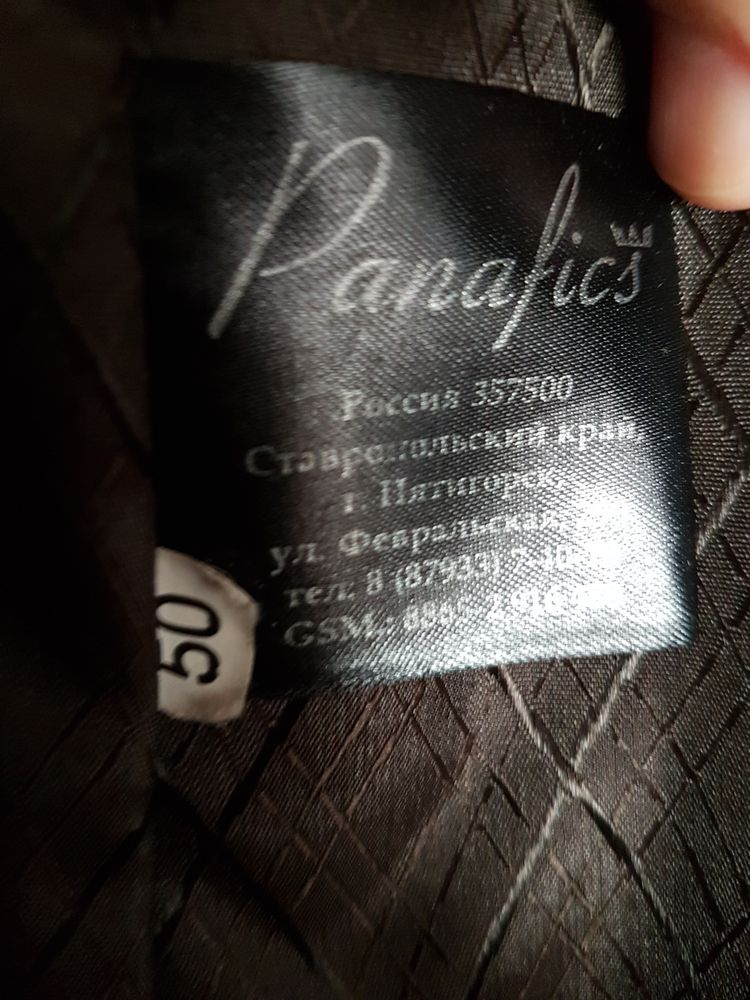 Panafics
Россия 357500
Ставропольский край,
г. Пятигорск,
ул. Февральская,
тел. 8 (87933)
GSM.:
50